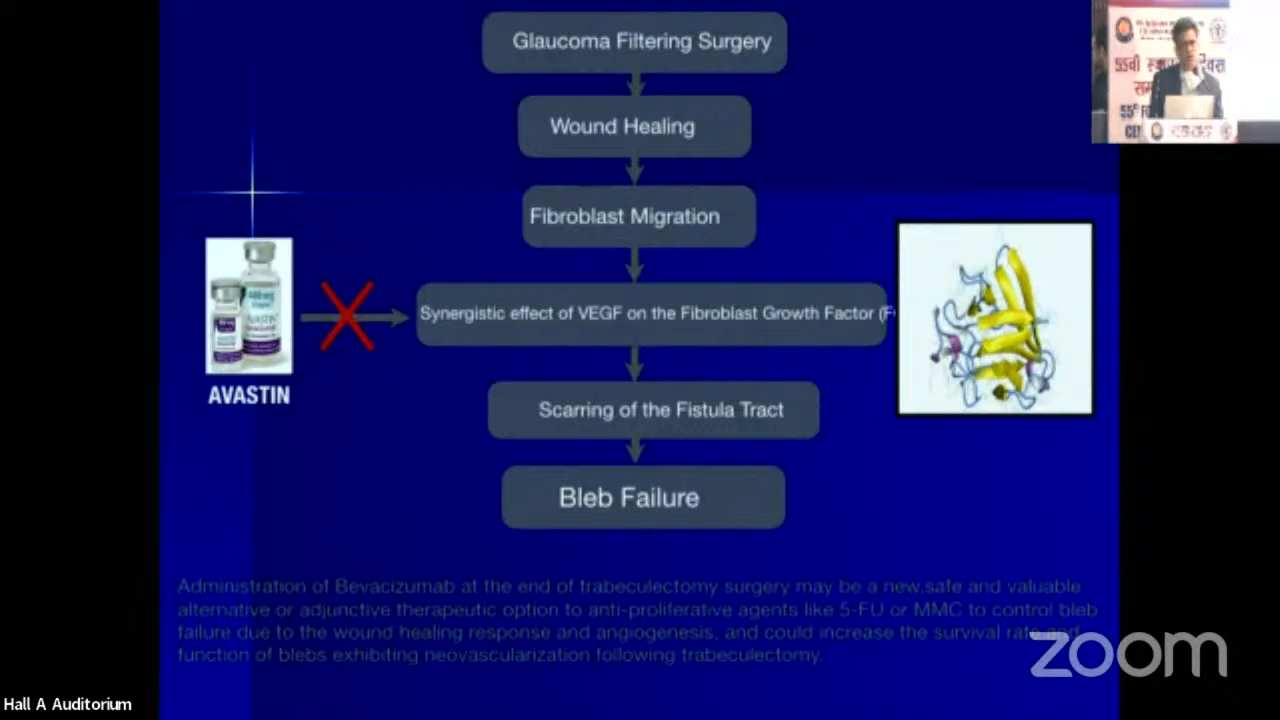 Glaucoma Filtering Surgery
Wound Healing
Fibroblast Migration
Synergistic effect of VEGF on the Fibroblast Growth Factor (F
AVASTIN
Scarring of the Fistula Tract
Bleb Failure
Administration of Bevacizumab at the end of trabeculectomy surgery may be a new,safe and valuable
alternative or adjunctive therapeutic option to anti-proliferative agents like 5-FU or MMC to control bleb
failure due to the wound healing response and angiogenesis, and could increase the survival rate and
function of blebs exhibiting neovascularization following trabeculectomy.
zoom
Hall A Auditorium
55वीं
55